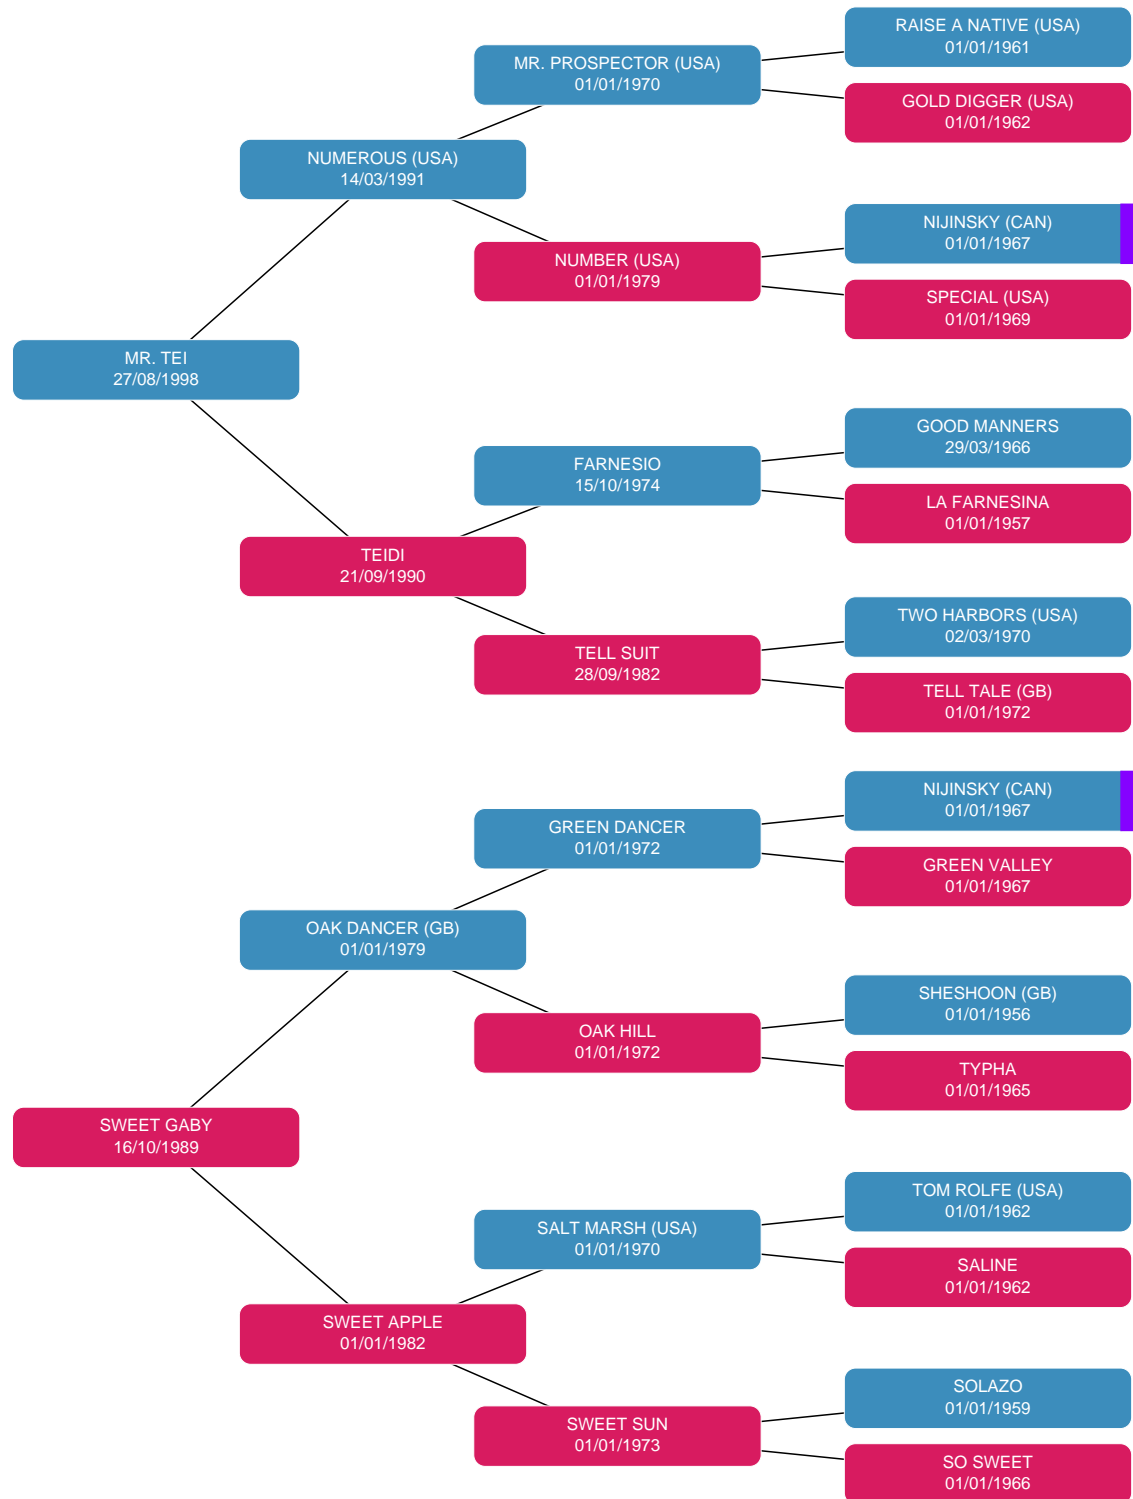 RAISE A NATIVE (USA)
01/01/1961
MR. PROSPECTOR (USA)
01/01/1970
GOLD DIGGER (USA)
01/01/1962
NUMEROUS (USA)
14/03/1991
NIJINSKY (CAN)
01/01/1967
NUMBER (USA)
01/01/1979
SPECIAL (USA)
01/01/1969
MR. TEI
27/08/1998
GOOD MANNERS
29/03/1966
FARNESIO
15/10/1974
LA FARNESINA
01/01/1957
TEIDI
21/09/1990
TWO HARBORS (USA)
02/03/1970
TELL SUIT
28/09/1982
TELL TALE (GB)
01/01/1972
NIJINSKY (CAN)
01/01/1967
GREEN DANCER
01/01/1972
GREEN VALLEY
01/01/1967
OAK DANCER (GB)
01/01/1979
SHESHOON (GB)
01/01/1956
OAK HILL
01/01/1972
TYPHA
01/01/1965
SWEET GABY
16/10/1989
TOM ROLFE (USA)
01/01/1962
SALT MARSH (USA)
01/01/1970
SALINE
01/01/1962
SWEET APPLE
01/01/1982
SOLAZO
01/01/1959
SWEET SUN
01/01/1973
SO SWEET
01/01/1966